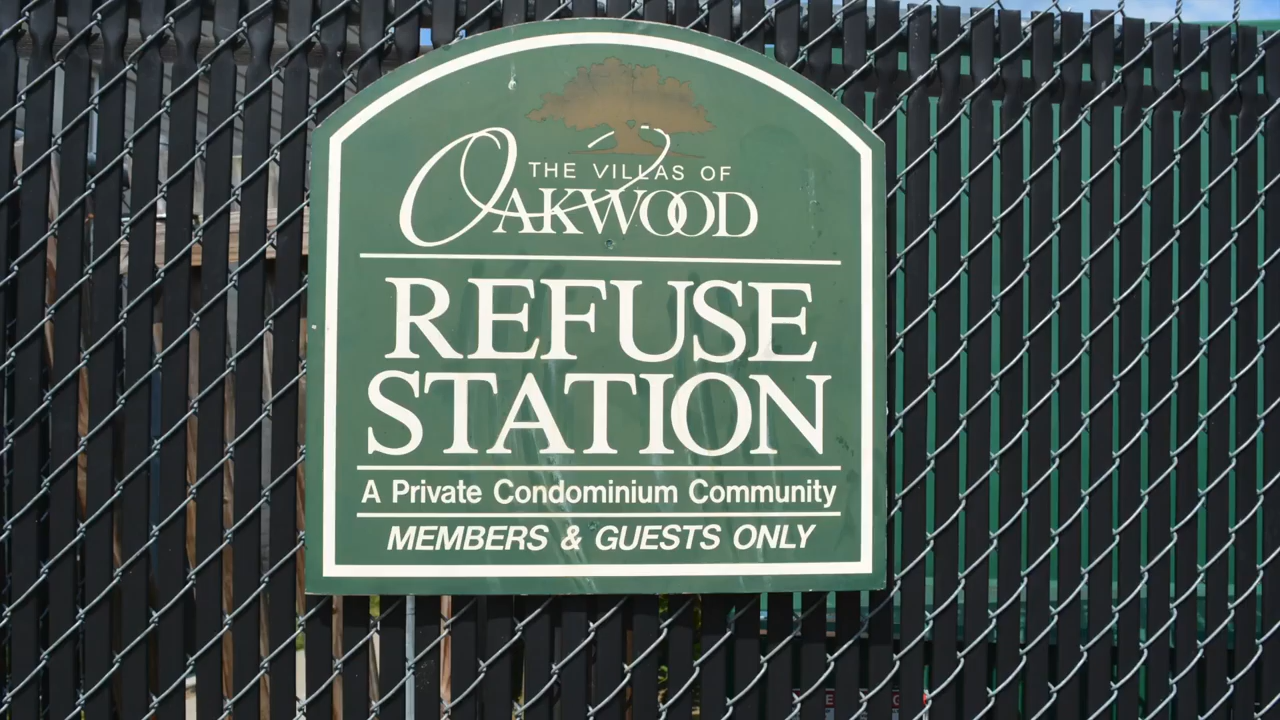 THE VILLAS OF
OAKWOOD
REFUSE
STATION
A Private Condominium Community
MEMBERS & GUESTS ONLY